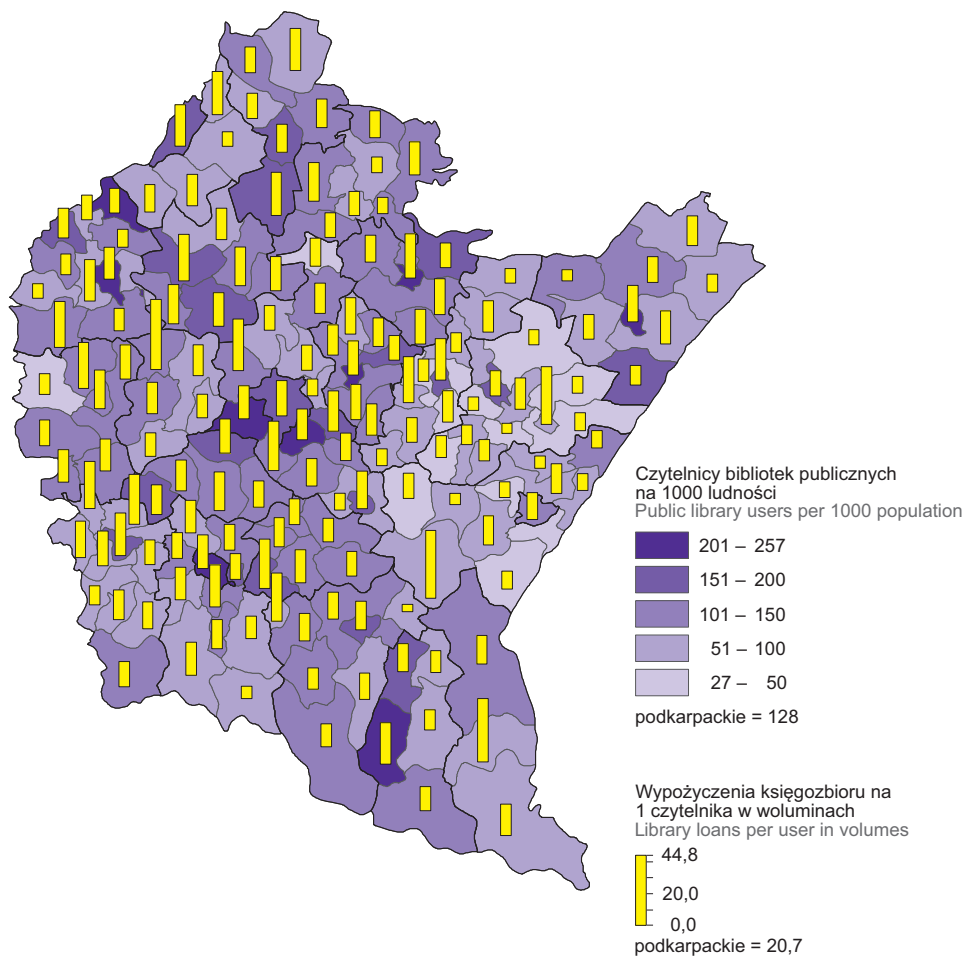 Czytelnicy bibliotek publicznych
na 1000 ludności
Public library users per 1000 population
201 – 257
151 – 200
101 – 150
51 – 100
27 – 50
podkarpackie = 128
Wypożyczenia księgozbioru na
1 czytelnika w woluminach
Library loans per user in volumes
44,8
20,0
0,0
podkarpackie = 20,7